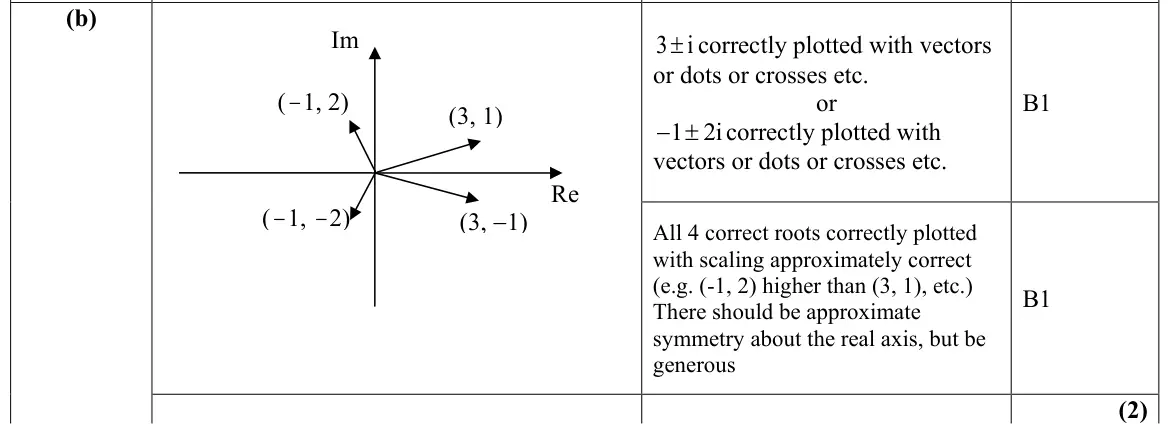 (b)
Im
(−1, 2)
(3, 1)
Re
(−1, −2)
(3, −1)
3±i correctly plotted with vectors
or dots or crosses etc.
or
−1±2i correctly plotted with
vectors or dots or crosses etc.
B1
All 4 correct roots correctly plotted
with scaling approximately correct
(e.g. (-1, 2) higher than (3, 1), etc.)
There should be approximate
symmetry about the real axis, but be
generous
B1
(2)